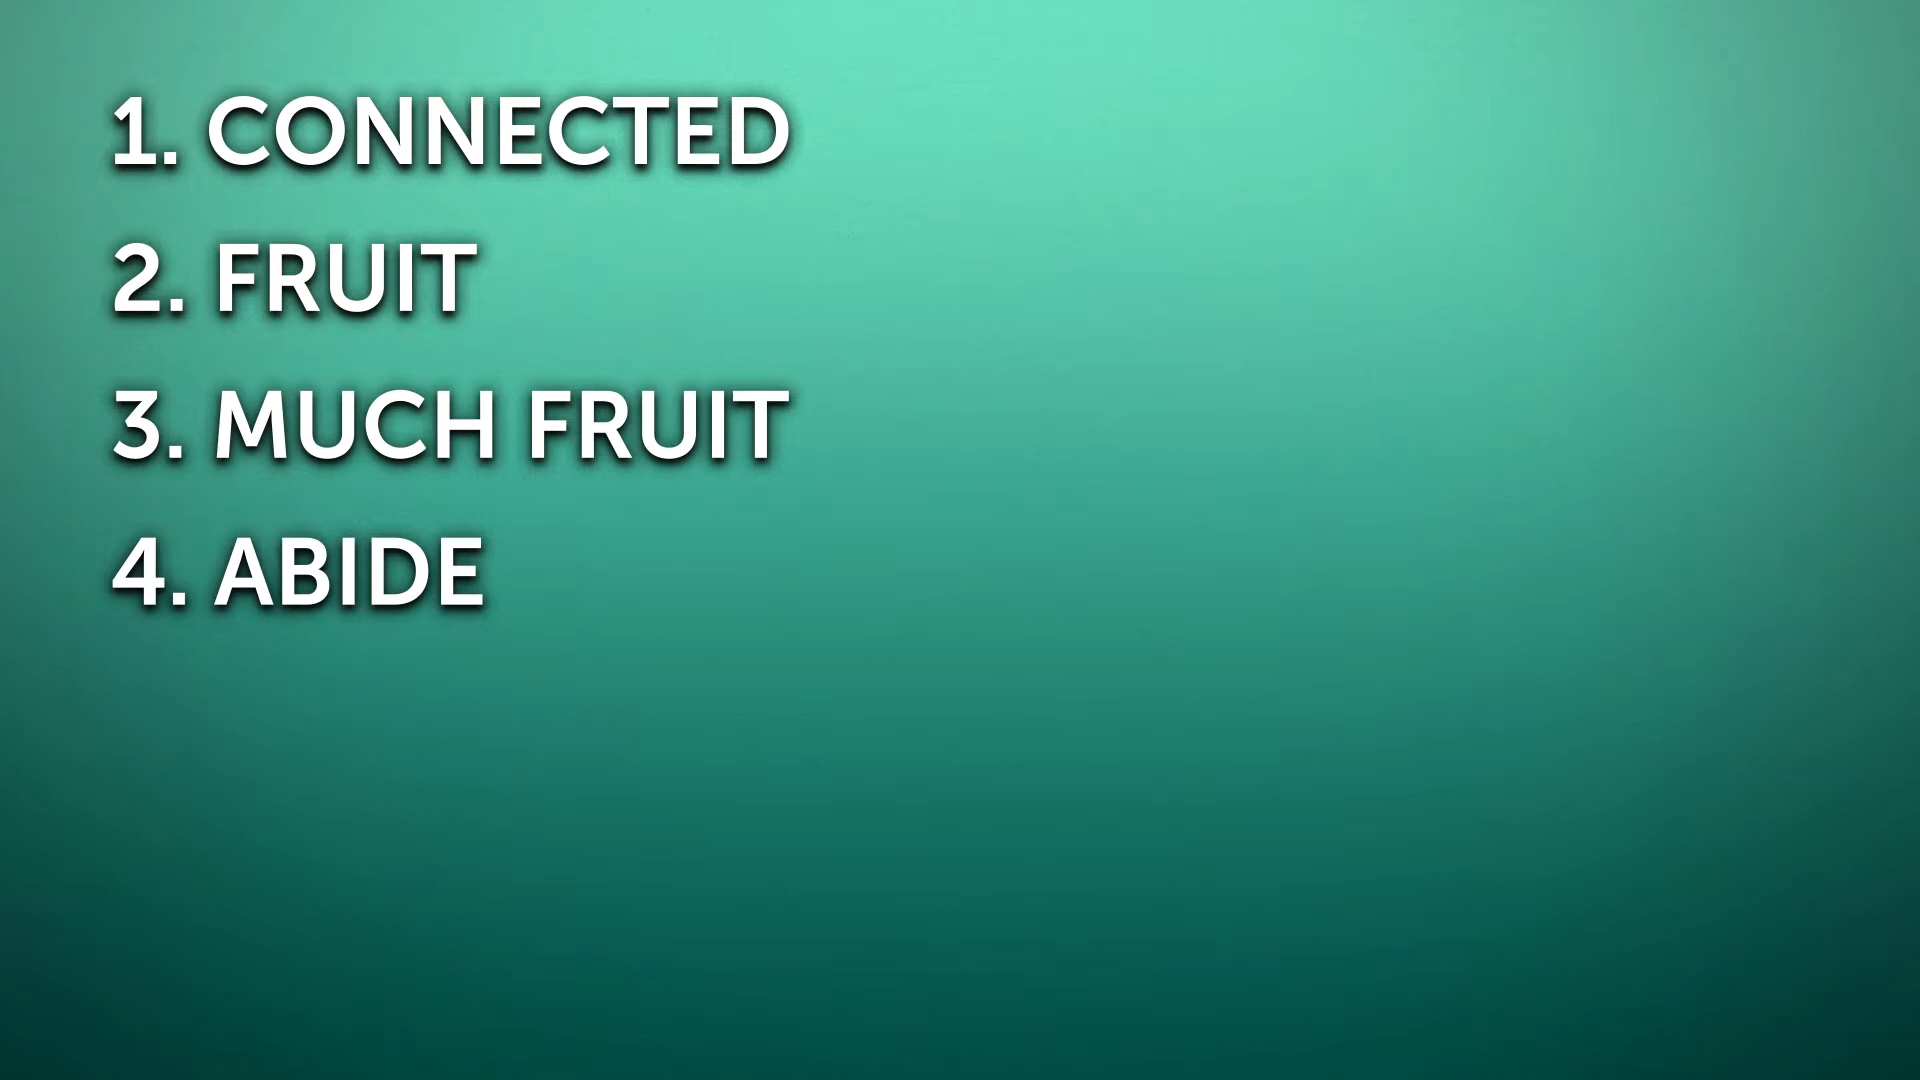 1. CONNECTED
2. FRUIT
3. MUCH FRUIT
4. ABIDE